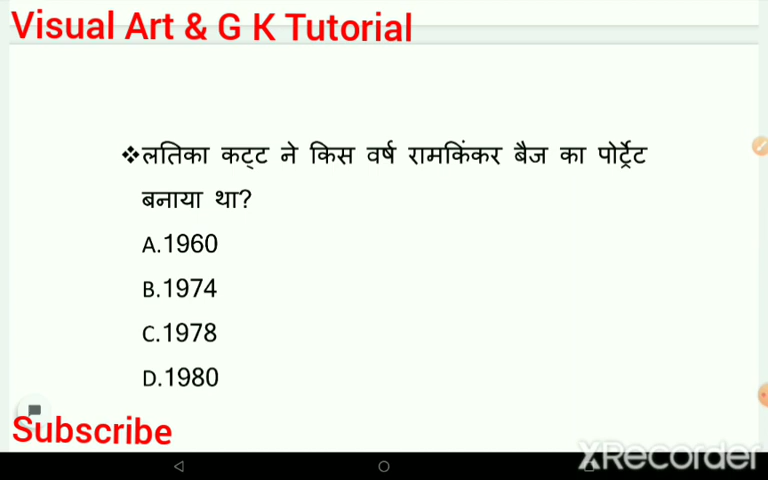 Visual Art & G K Tutorial
❖लतिका कट्ट ने किस वर्ष रामकिंकर बैज का पोर्ट्रेट
बनाया था?
A.1960
B.1974
C.1978
D.1980
Subscribe
XRecorder